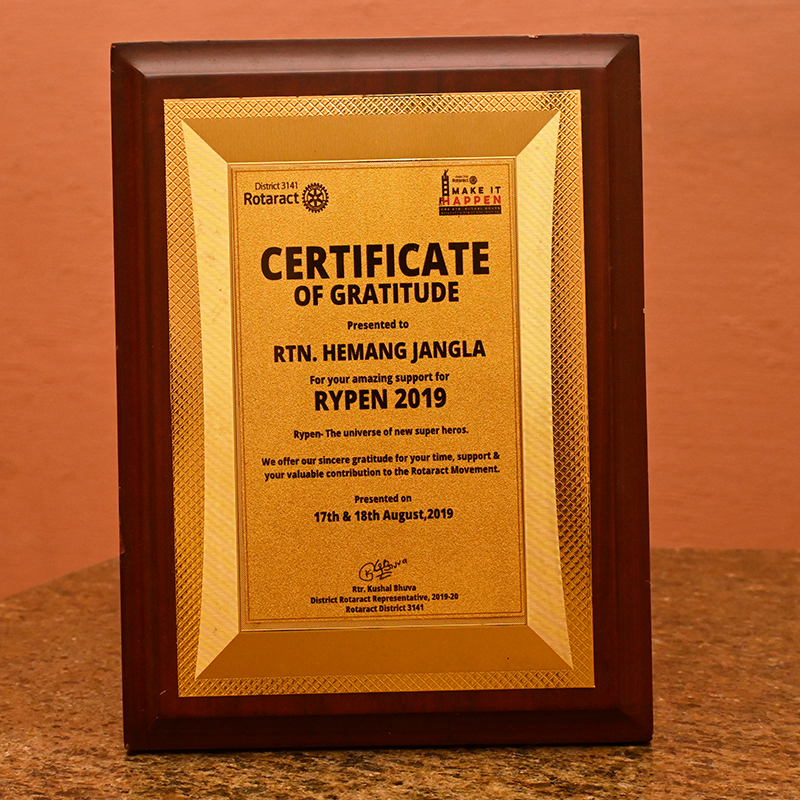 District 3141
Rotaract
Rotaract
MAKE IT
HAPPEN
CERTIFICATE
OF GRATITUDE
Presented to
RTN. HEMANG JANGLA
For your amazing support for
RYPEN 2019
Rypen- The universe of new super heros.
We offer our sincere gratitude for your time, support &
your valuable contribution to the Rotaract Movement.
Presented on
17th & 18th August,2019
Rtr. Kushal Bhuva
District Rotaract Representative, 2019-20
Rotaract District 3141